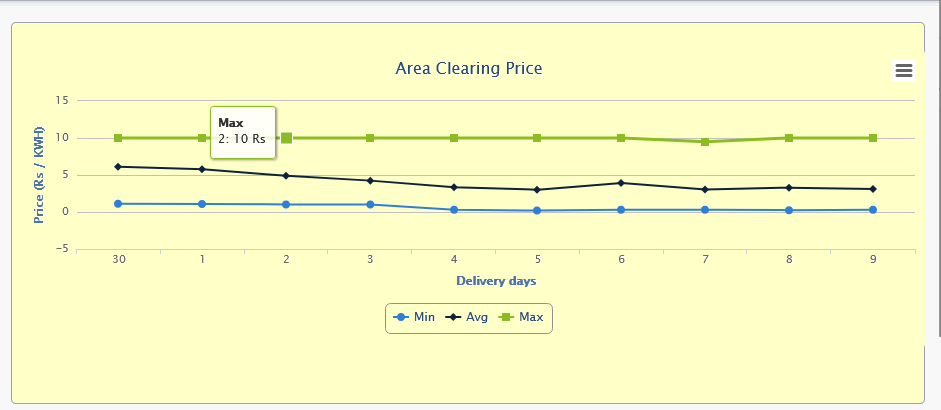 Area Clearing Price
15
10
5
0
−5
Price (Rs / KWH)
Max
2: 10 Rs
30 1 2 3 4 5 6 7 8 9
Delivery days
Min Avg Max